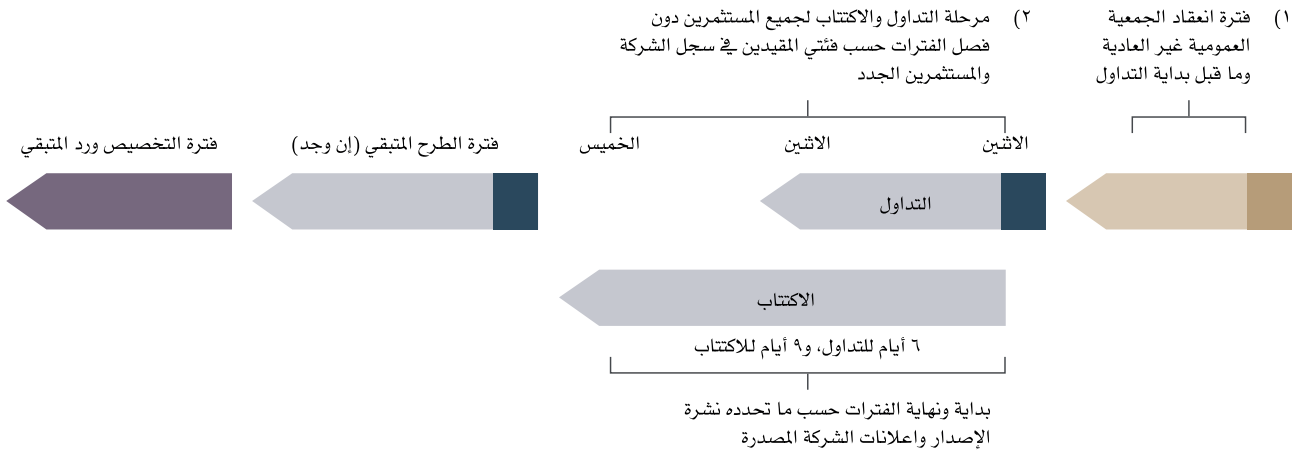 ١) فترة انعقاد الجمعية
العمومية غير العادية
وما قبل بداية التداول
٢) مرحلة التداول والاكتتاب لجميع المستثمرين دون
فصل الفترات حسب فئتي المقيدين في سجل الشركة
والمستثمرين الجدد
الاثنين
الاثنين
الخميس
فترة الطرح المتبقي (إن وجد)
فترة التخصيص ورد المتبقي
التداول
الاكتتاب
٦ أيام للتداول، و٩ أيام للاكتتاب
بداية ونهاية الفترات حسب ما تحدده نشرة
الإصدار واعلانات الشركة المصدرة